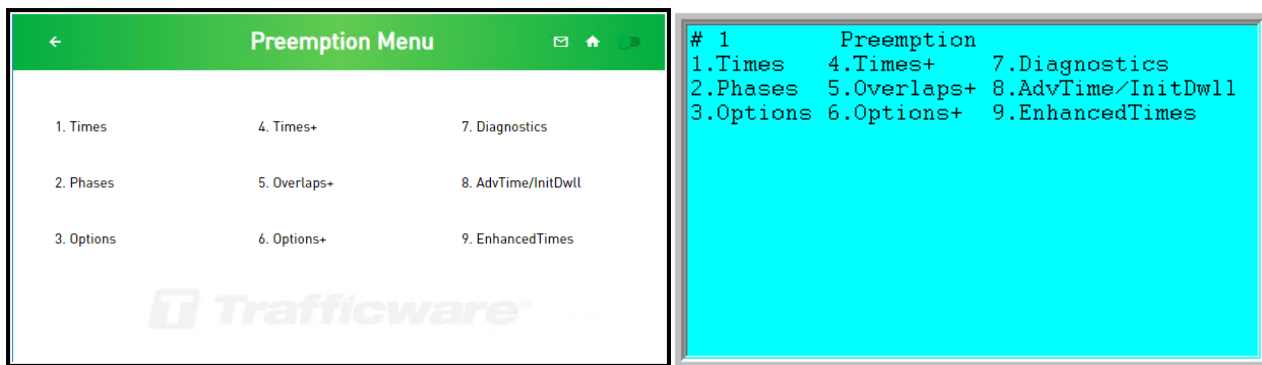 Preemption Menu
1. Times 4. Times+ 7. Diagnostics
2. Phases 5. Overlaps+ 8. AdvTime/InitDwll
3. Options 6. Options+ 9. EnhancedTimes
T Trafficware®
# 1 Preemption
1.Times 4.Times+ 7.Diagnostics
2.Phases 5.Overlaps+ 8.AdvTime/InitDwll
3.Options 6.Options+ 9.EnhancedTimes